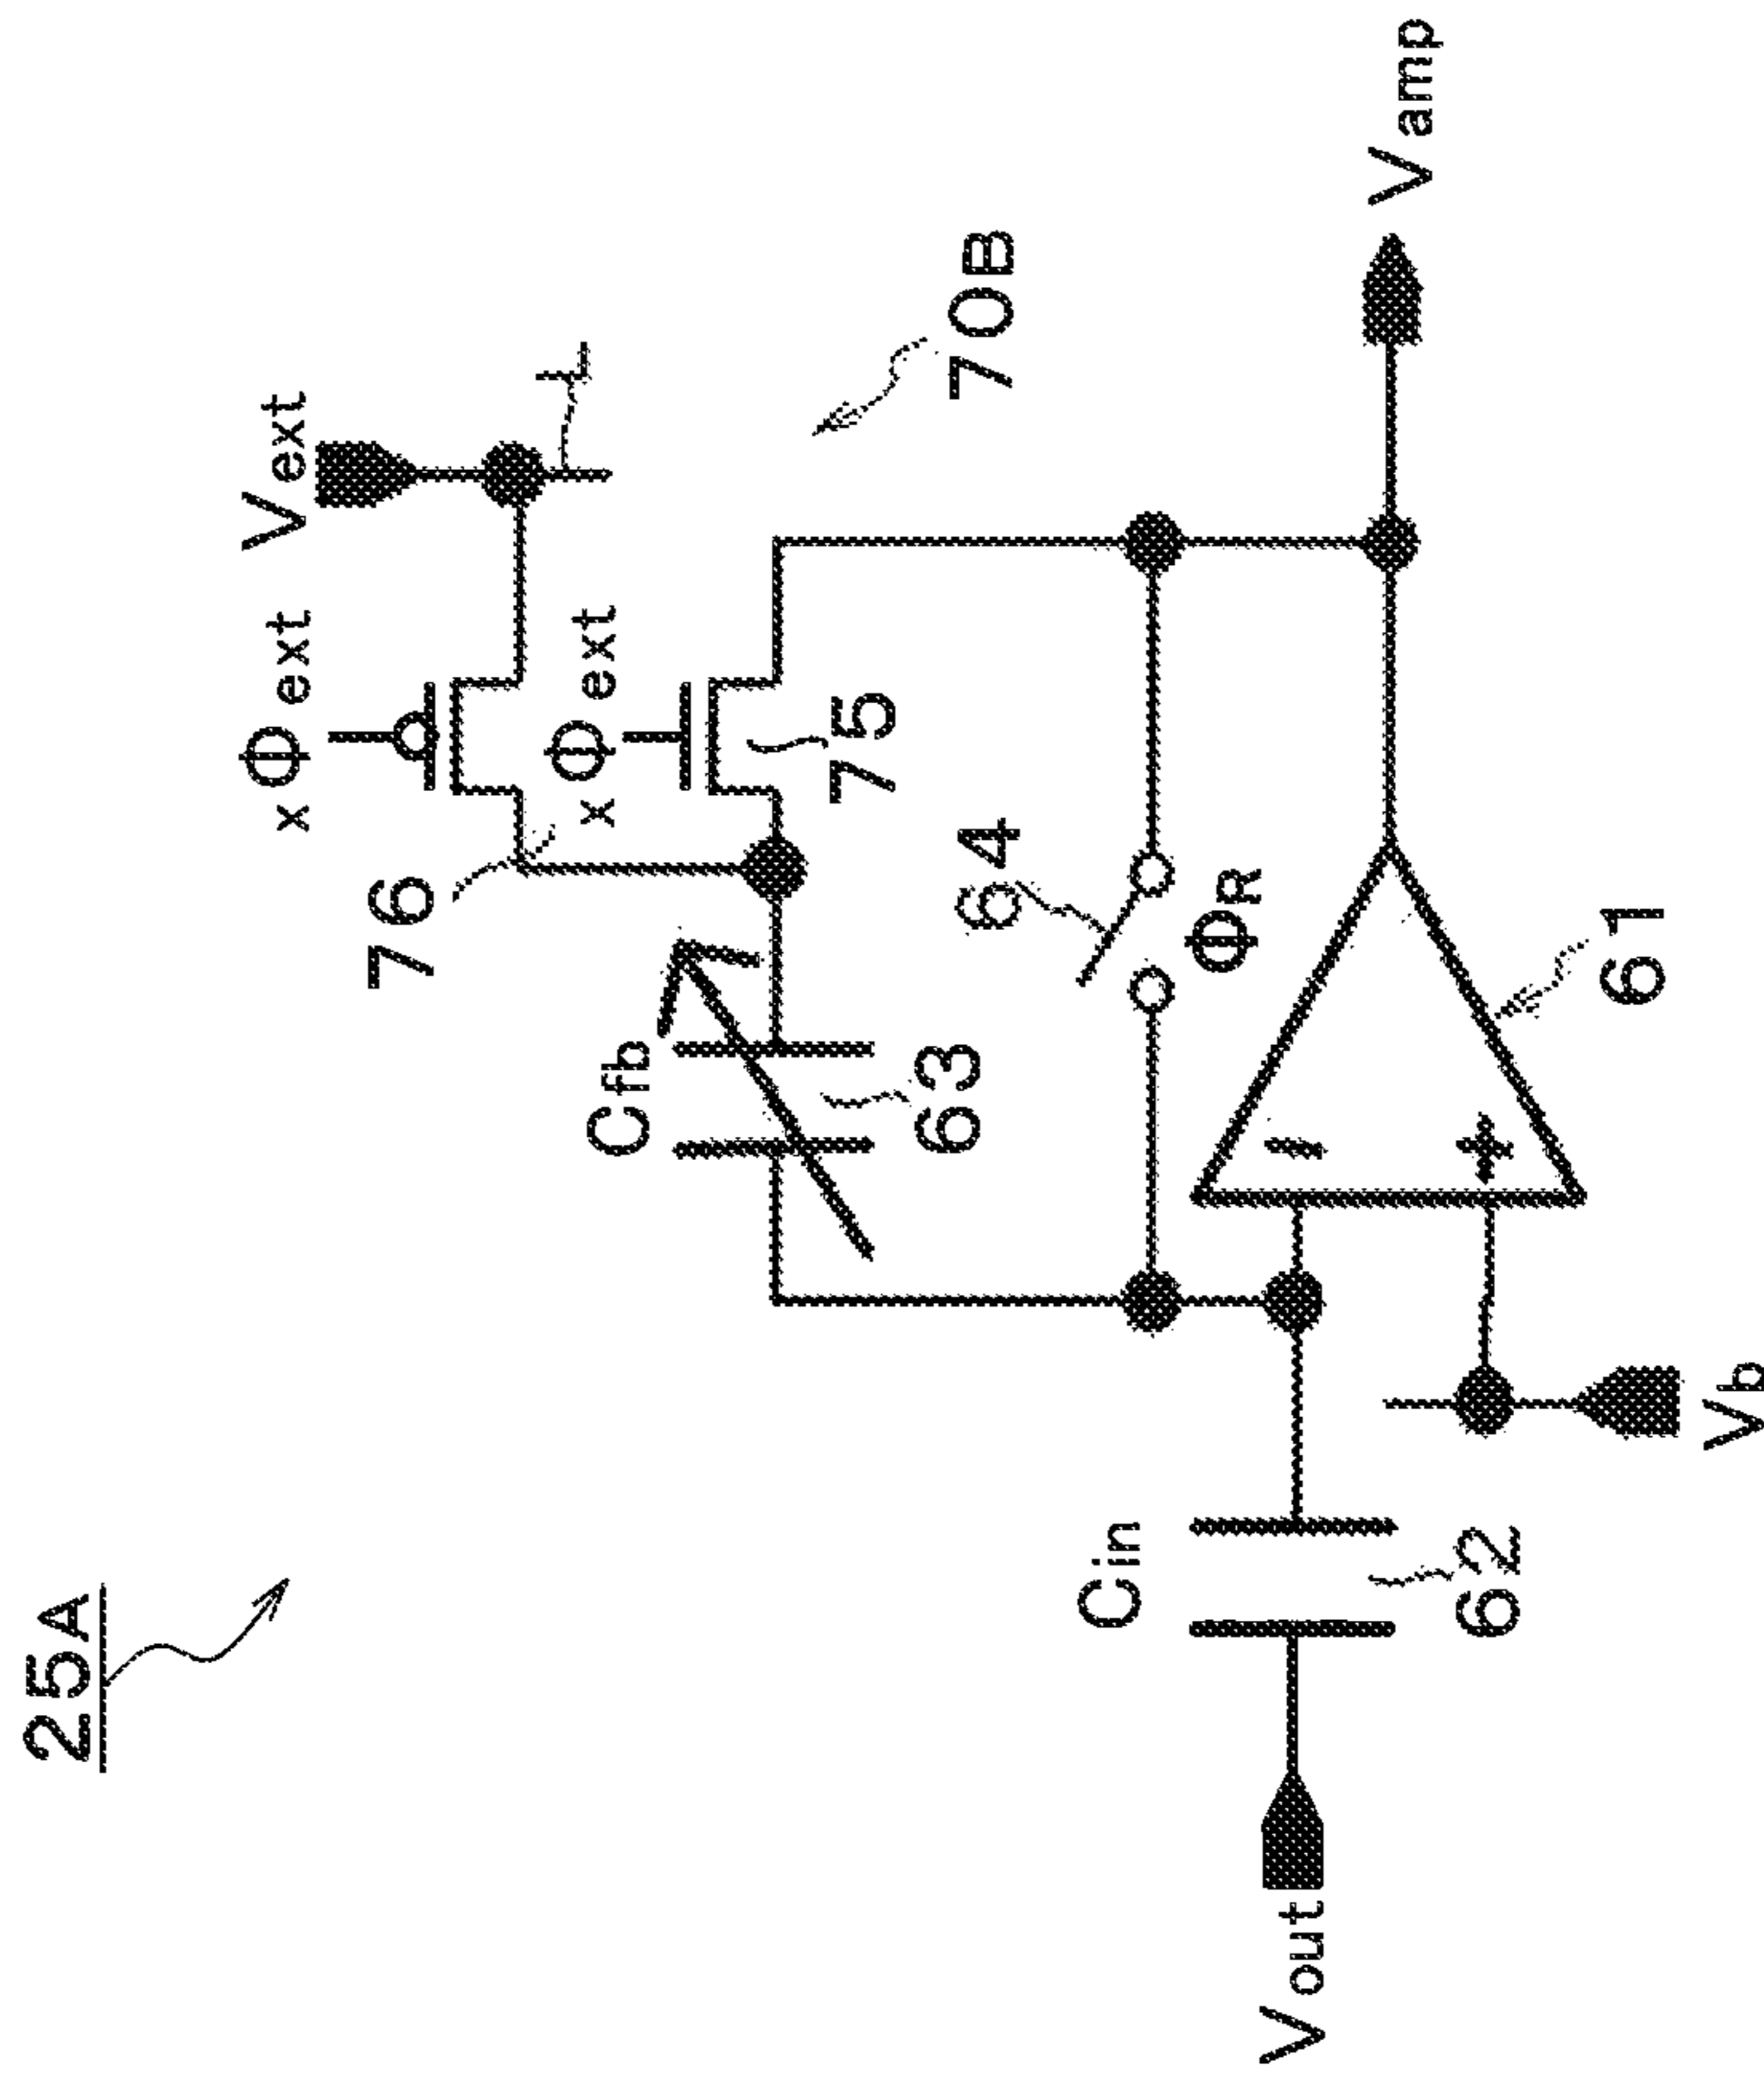 25A
Vext
xΦext
76
xΦext
L
Cfb
75
63
70B
64
ΦR
Cin
Vout
-
+
Vamp
62
61
Vb